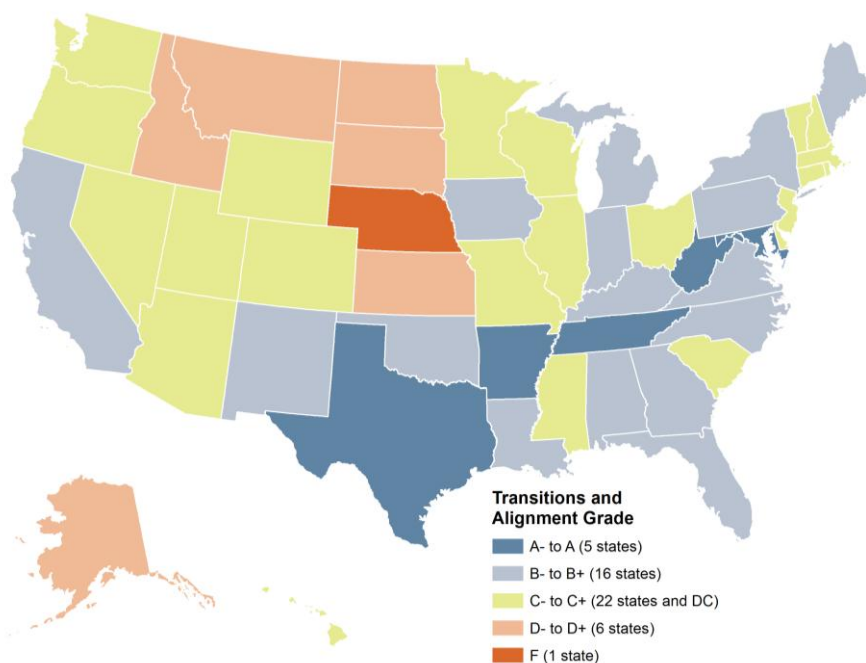 Transitions and
Alignment Grade
A- to A (5 states)
B- to B+ (16 states)
C- to C+ (22 states and DC)
D- to D+ (6 states)
F (1 state)